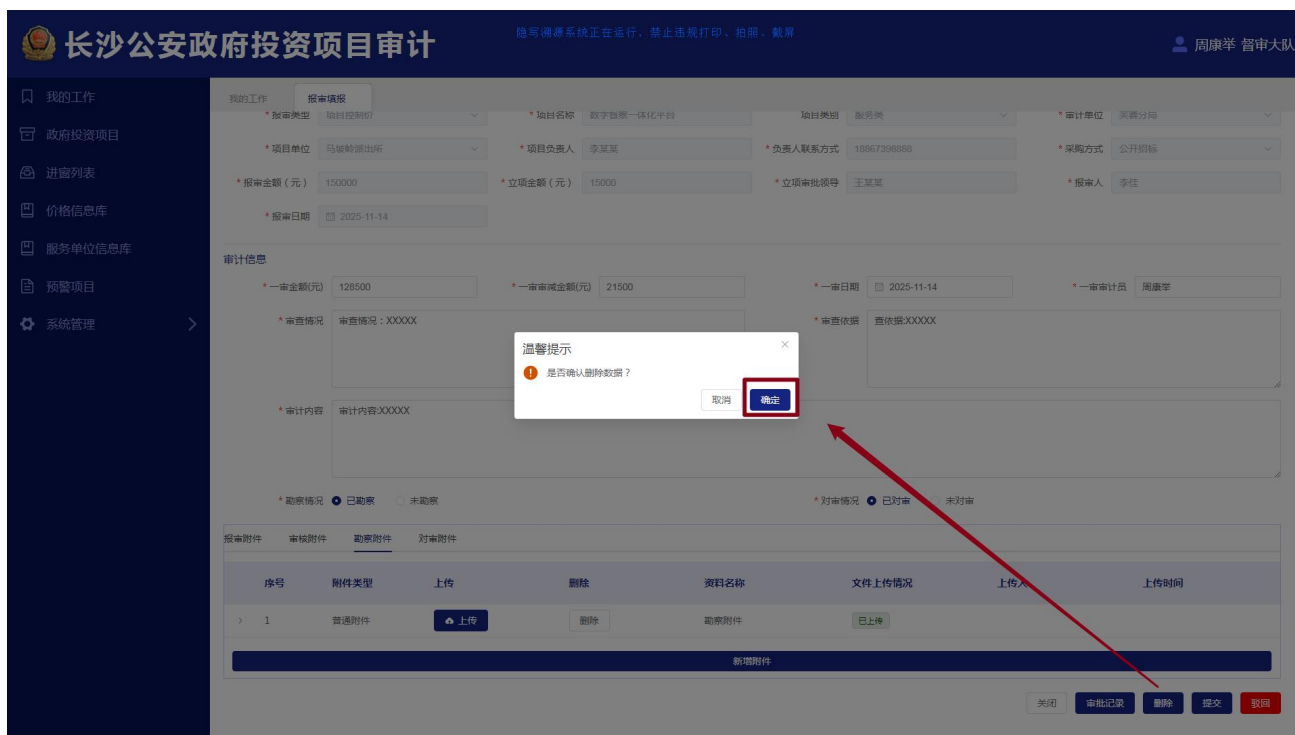 长沙公安政府投资项目审计
隐写溯源系统正在运行，禁止违规打印、拍照、截屏
周康举 督审大队
我的工作
政府投资项目
进窗列表
价格信息库
服务单位信息库
预警项目
系统管理
我的工作 报审填报
* 报审类型 项目控制价 * 项目名称 数字督察一体化平台 项目类别 服务类 * 审计单位 芙蓉分局
* 项目单位 马坡岭派出所 * 项目负责人 李某某 * 负责人联系方式 18867398888 * 采购方式 公开招标
* 报审金额（元） 150000 * 立项金额（元） 15000 * 立项审批领导 王某某 * 报审人 李佳
* 报审日期 2025-11-14
审计信息
* 一审金额(元) 128500 * 一审审减金额(元) 21500 * 一审日期 2025-11-14 * 一审审计员 周康举
* 审查情况 审查情况：XXXXX * 审查依据 查依据:XXXXX
温馨提示
是否确认删除数据？
取消 确定
* 审计内容 审计内容:XXXXX
* 勘察情况 已勘察 未勘察 * 对审情况 已对审 未对审
报审附件 审核附件 勘察附件 对审附件
序号 附件类型 上传 删除 资料名称 文件上传情况 上传人 上传时间
1 普通附件 上传 删除 勘察附件 已上传
新增附件
关闭 审批记录 删除 提交 驳回